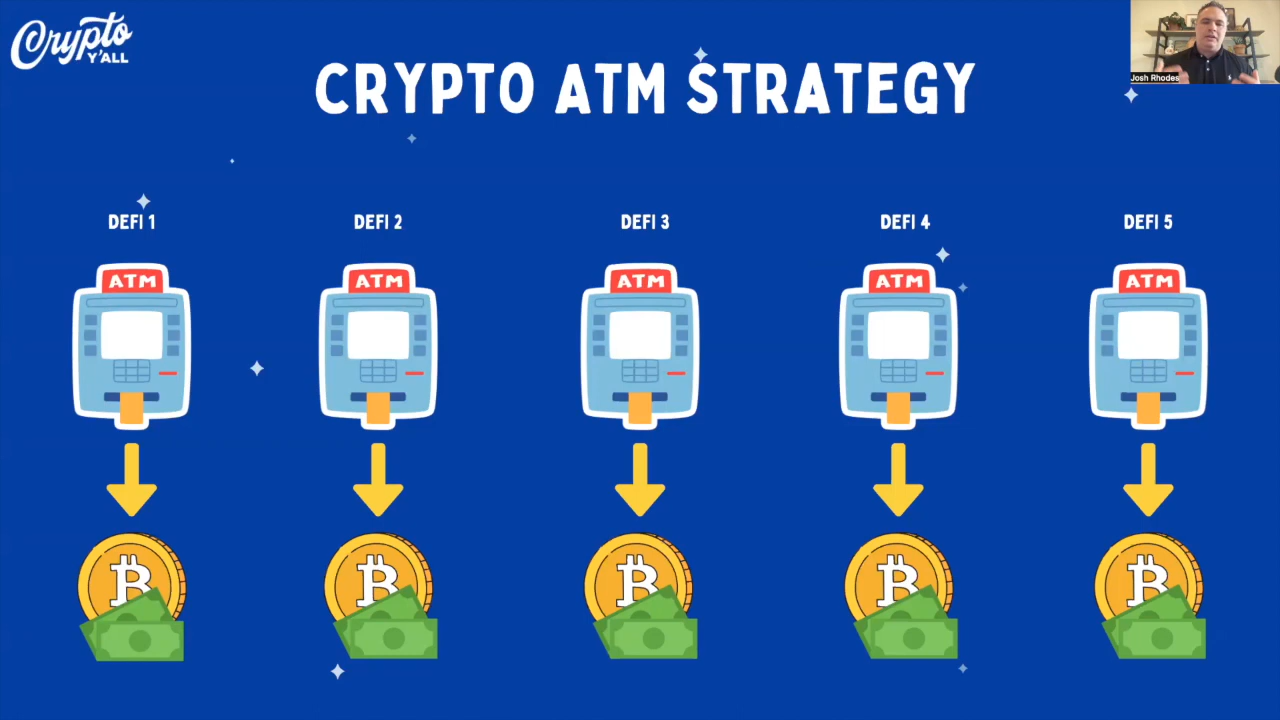 Crypto
Y'ALL
CRYPTO ATM STRATEGY
Josh Rhodes
DEFI 1
DEFI 2
DEFI 3
DEFI 4
DEFI 5
ATM
ATM
ATM
ATM
ATM
B
B
B
B
B